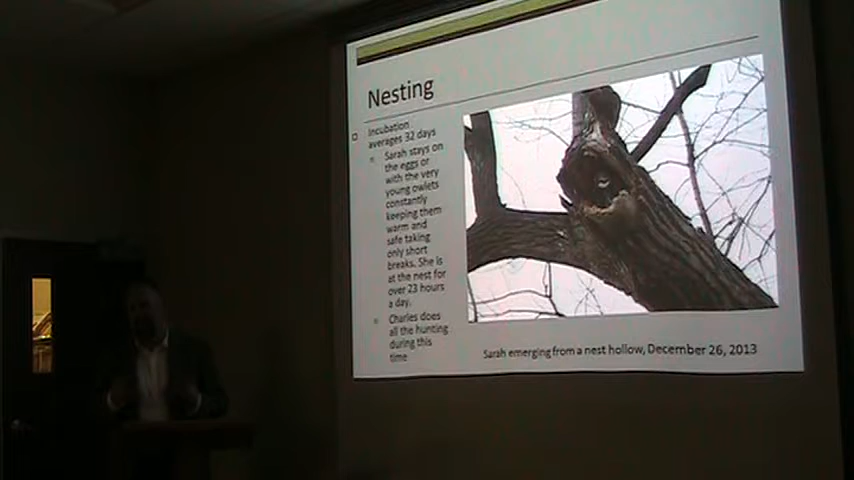 Nesting
Incubation
averages 32 days
Sarah stays on
the eggs or
with the very
young owlets
constantly
keeping them
warm and
safe taking
only short
breaks. She is
at the nest for
over 23 hours
a day.
Charles does
all the hunting
during this
time
Sarah emerging from a nest hollow, December 26, 2013